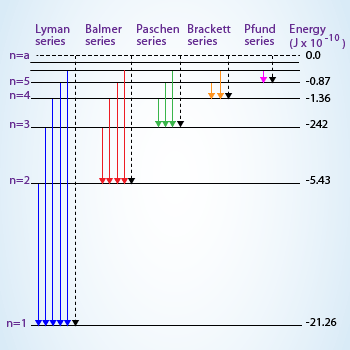 Lyman series Balmer series Paschen series Brackett series Pfund series Energy (J x 10⁻¹⁰)
n=a 0.0
n=5 -0.87
n=4 -1.36
n=3 -242
n=2 -5.43
n=1 -21.26